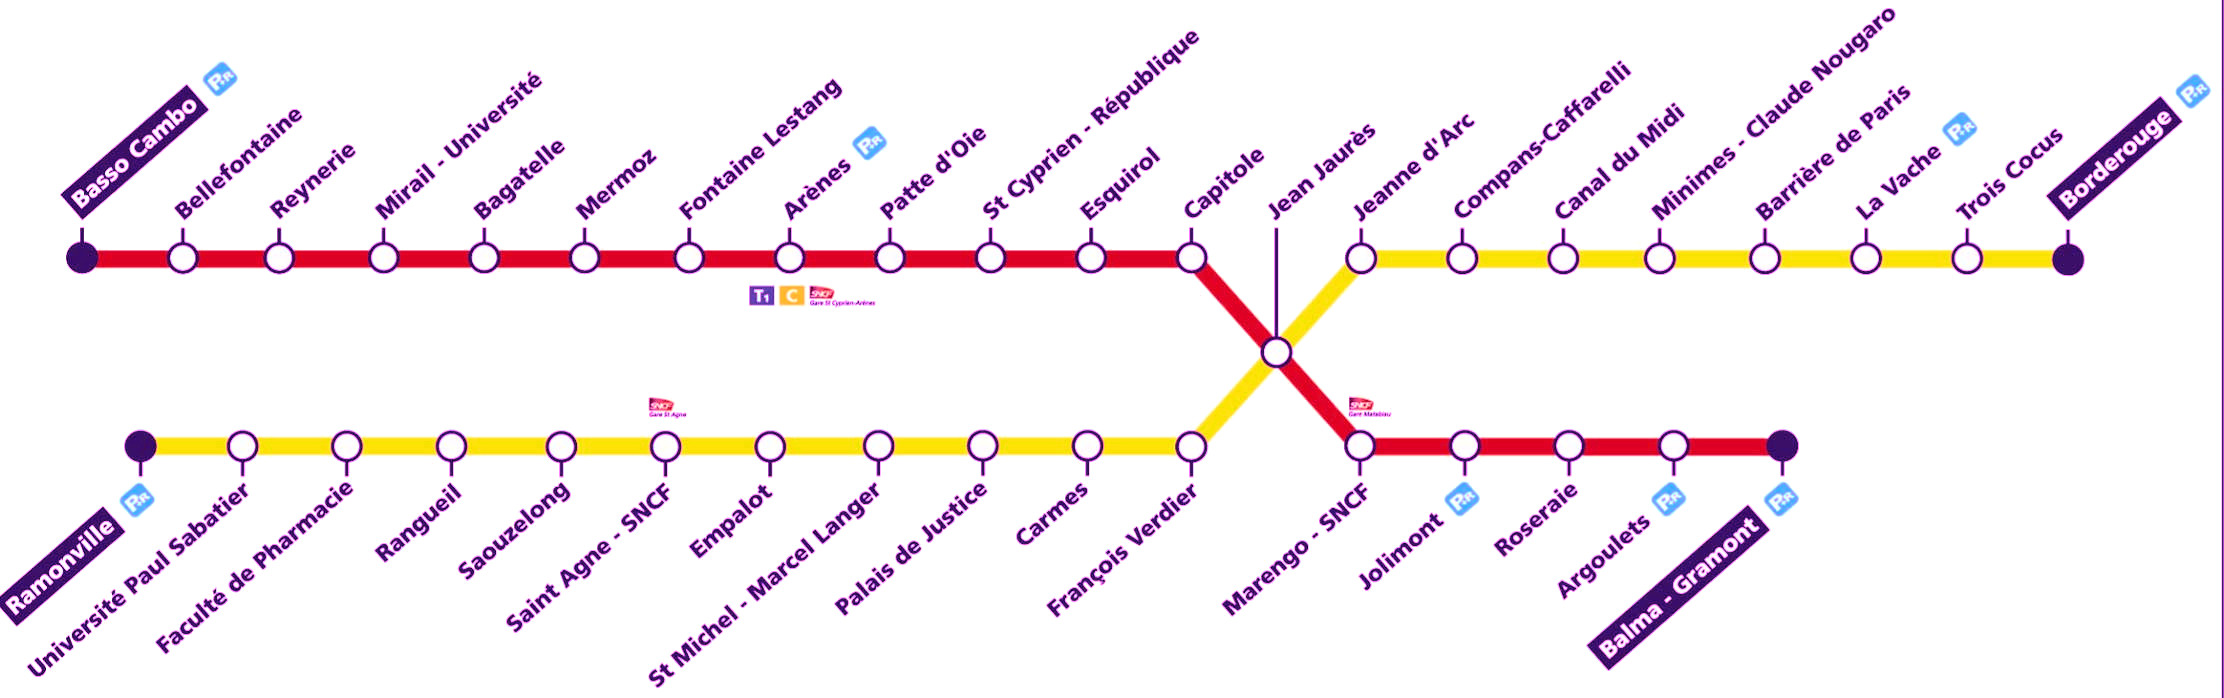 Basso Cambo P+R
Bellefontaine
Reynerie
Mirail - Université
Bagatelle
Mermoz
Fontaine Lestang
Arènes P+R
Patte d'Oie
St Cyprien - République
Esquirol
Capitole
Jean Jaurès
Jeanne d'Arc
Compans-Caffarelli
Canal du Midi
Minimes - Claude Nougaro
Barrière de Paris
La Vache P+R
Trois Cocus
Borderouge P+R
T1 C SNCF
Gare St Cyprien-Arènes
SNCF
Gare St Agne
SNCF
Gare Matabiau
Ramonville P+R
Université Paul Sabatier
Faculté de Pharmacie
Rangueil
Saouzelong
Saint Agne - SNCF
Empalot
St Michel - Marcel Langer
Palais de Justice
Carmes
François Verdier
Marengo - SNCF
Jolimont P+R
Roseraie
Argoulets P+R
Balma - Gramont P+R